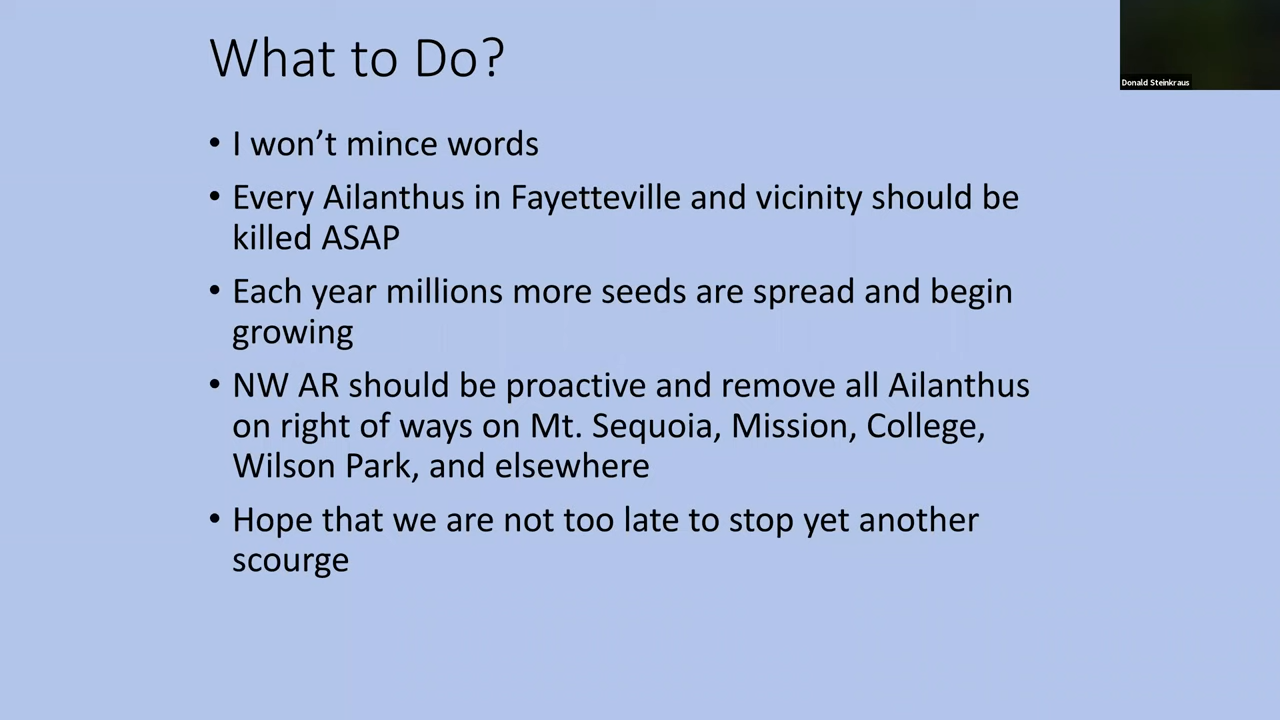 What to Do?
Donald Steinkraus
• I won’t mince words
• Every Ailanthus in Fayetteville and vicinity should be
killed ASAP
• Each year millions more seeds are spread and begin
growing
• NW AR should be proactive and remove all Ailanthus
on right of ways on Mt. Sequoia, Mission, College,
Wilson Park, and elsewhere
• Hope that we are not too late to stop yet another
scourge